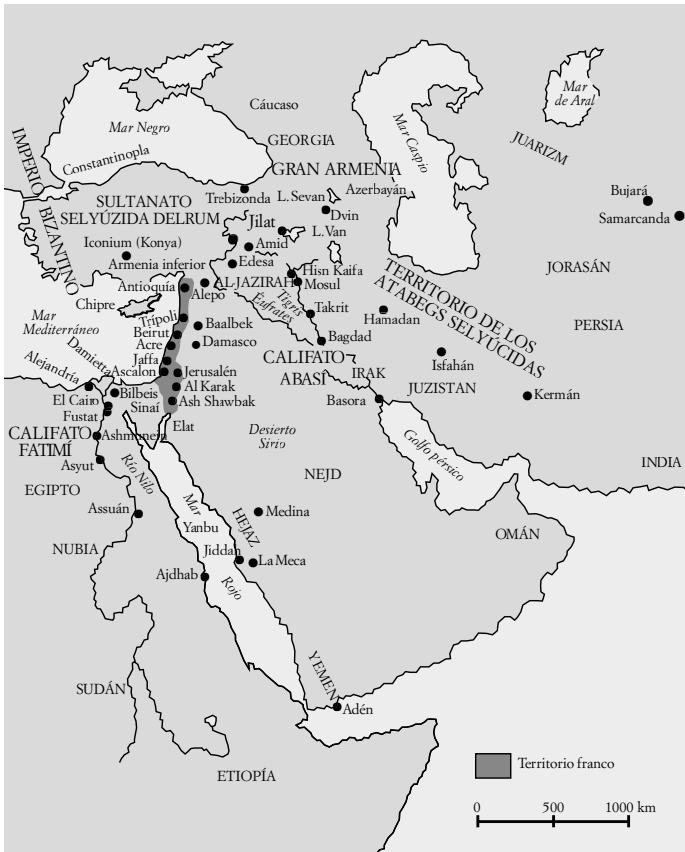 Mar
de Aral
Cáucaso
Mar Negro
Mar Caspio
IMPERIO
BIZANTINO
Constantinopla
GEORGIA
JUARIZM
GRAN ARMENIA
Trebizonda
L. Sevan
Azerbayán
Bujará
Samarcanda
SULTANATO
SELYÚZIDA DELRUM
Jilat
Dvin
L. Van
Iconium (Konya)
Amid
Armenia inferior
Edesa
Hisn Kaifa
JORASÁN
Antioquía
Alepo
AL-JAZIRAH
Mosul
TERRITORIO DE LOS
ATABEGS SELYÚCIDAS
Chipre
Tigris
Éufrates
Takrit
Hamadan
PERSIA
Mar
Mediterráneo
Trípoli
Baalbek
Beirut
Bagdad
Acre
Damasco
Damietta
CALIFATO
ABASÍ
Isfahán
Alejandría
Jaffa
IRAK
Ascalon
Jerusalén
JUZISTAN
El Cairo
Bilbeis
Al Karak
Basora
Kermán
Fustat
Sinaí
Ash Shawbak
CALIFATO
FATIMÍ
Ashmunein
Elat
Desierto
Sirio
Golfo pérsico
Asyut
Río Nilo
NEJD
INDIA
EGIPTO
Assuán
Mar
Rojo
HEJAZ
Medina
Yanbu
OMÁN
NUBIA
Jiddah
La Meca
Ajdhab
YEMEN
SUDÁN
Adén
ETIOPÍA
Territorio franco
0 500 1000 km